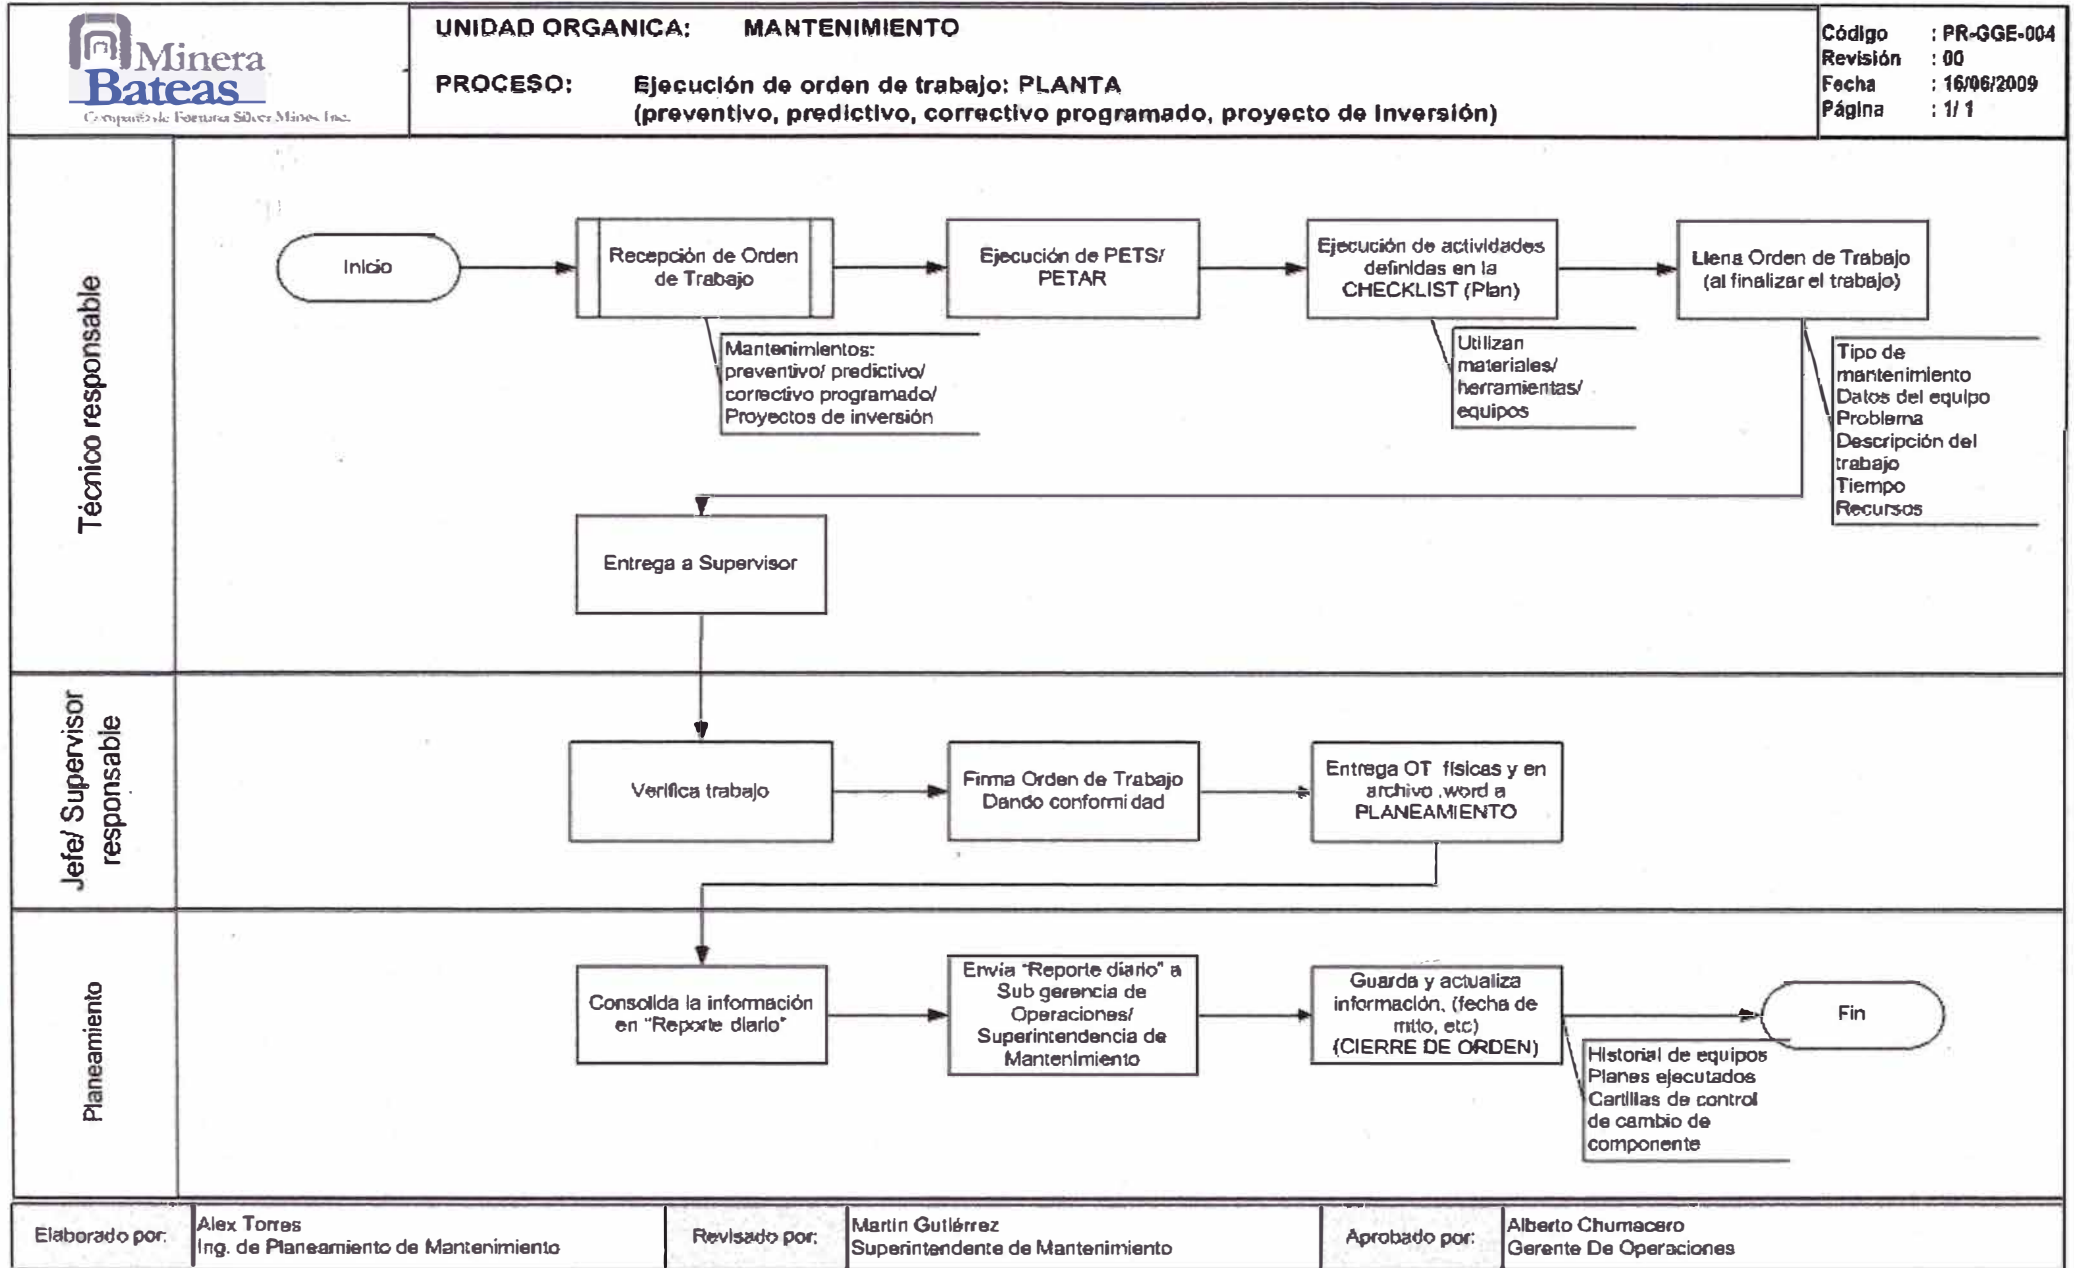 Minera
Bateas
Compañía de Fortuna Silver Mines Inc.
UNIDAD ORGANICA: MANTENIMIENTO
PROCESO: Ejecución de orden de trabajo: PLANTA
(preventivo, predictivo, correctivo programado, proyecto de Inversión)
Código : PR-GGE-004
Revisión : 00
Fecha : 16/06/2009
Página : 1/ 1
Técnico responsable
Inicio
Recepción de Orden
de Trabajo
Ejecución de PETS/
PETAR
Ejecución de actividades
definidas en la
CHECKLIST (Plan)
Llena Orden de Trabajo
(al finalizar el trabajo)
Mantenimientos:
preventivo/ predictivo/
correctivo programado/
Proyectos de inversión
Utilizan
materiales/
herramientas/
equipos
Tipo de
mantenimiento
Datos del equipo
Problema
Descripción del
trabajo
Tiempo
Recursos
Entrega a Supervisor
Jefe/ Supervisor
responsable
Verifica trabajo
Firma Orden de Trabajo
Dando conformidad
Entrega OT físicas y en
archivo .word a
PLANEAMIENTO
Planeamiento
Consolida la información
en "Reporte diario"
Envía "Reporte diario" a
Sub gerencia de
Operaciones/
Superintendencia de
Mantenimiento
Guarda y actualiza
información, (fecha de
mtto, etc)
(CIERRE DE ORDEN)
Fin
Historial de equipos
Planes ejecutados
Cartillas de control
de cambio de
componente
Elaborado por:
Alex Torres
Ing. de Planeamiento de Mantenimiento
Revisado por:
Martin Gutiérrez
Superintendente de Mantenimiento
Aprobado por:
Alberto Chumacero
Gerente De Operaciones